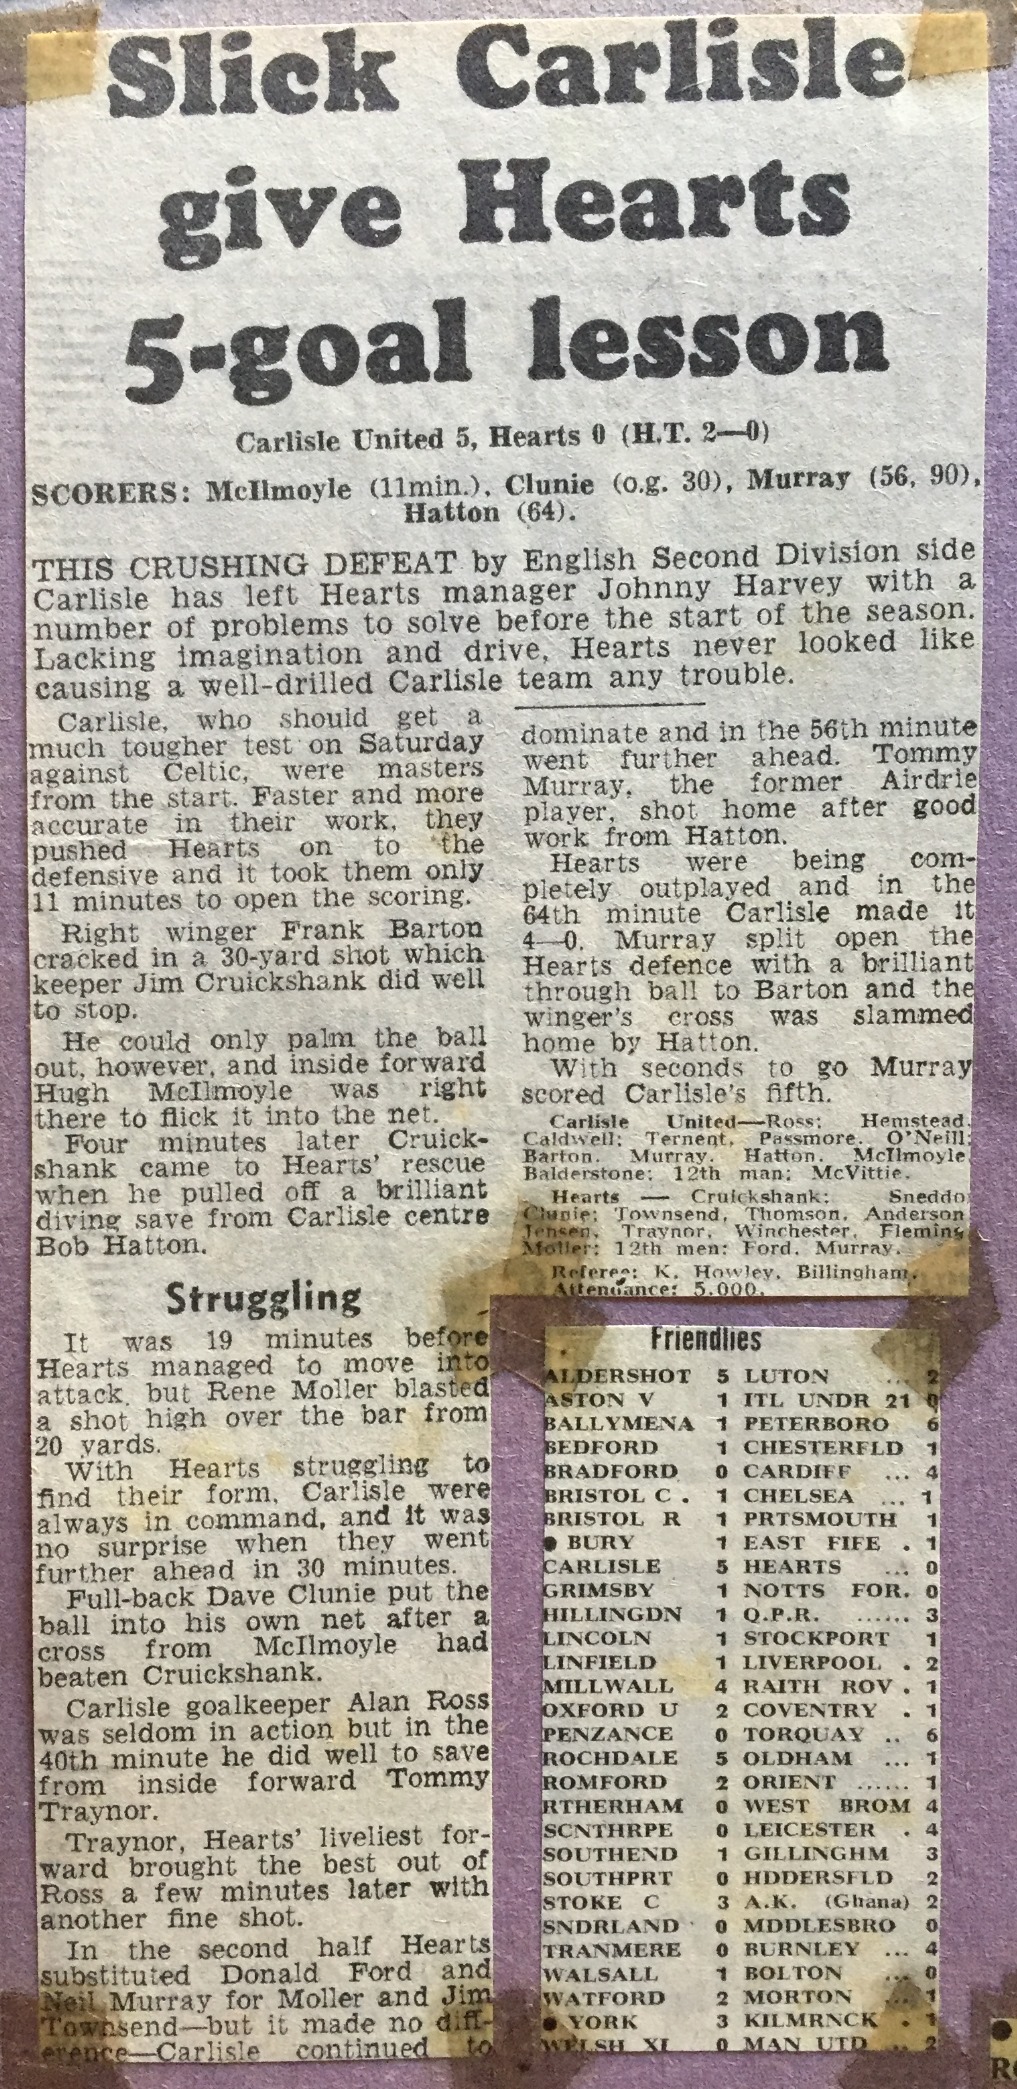 Slick Carlisle
give Hearts
5-goal lesson
Carlisle United 5, Hearts 0 (H.T. 2—0)
SCORERS: McIlmoyle (11min.), Clunie (o.g. 30), Murray (56, 90),
Hatton (64).
THIS CRUSHING DEFEAT by English Second Division side
Carlisle has left Hearts manager Johnny Harvey with a
number of problems to solve before the start of the season.
Lacking imagination and drive, Hearts never looked like
causing a well-drilled Carlisle team any trouble.
Carlisle, who should get a
much tougher test on Saturday
against Celtic, were masters
from the start. Faster and more
accurate in their work, they
pushed Hearts on to the
defensive and it took them only
11 minutes to open the scoring.
Right winger Frank Barton
cracked in a 30-yard shot which
keeper Jim Cruickshank did well
to stop.
He could only palm the ball
out, however, and inside forward
Hugh McIlmoyle was right
there to flick it into the net.
Four minutes later Cruick-
shank came to Hearts' rescue
when he pulled off a brilliant
diving save from Carlisle centre
Bob Hatton.
Struggling
It was 19 minutes before
Hearts managed to move into
attack, but Rene Moller blasted
a shot high over the bar from
20 yards.
With Hearts struggling to
find their form, Carlisle were
always in command, and it was
no surprise when they went
further ahead in 30 minutes.
Full-back Dave Clunie put the
ball into his own net after a
cross from McIlmoyle had
beaten Cruickshank.
Carlisle goalkeeper Alan Ross
was seldom in action but in the
40th minute he did well to save
from inside forward Tommy
Traynor.
Traynor, Hearts' liveliest for-
ward brought the best out of
Ross a few minutes later with
another fine shot.
In the second half Hearts
substituted Donald Ford and
Neil Murray for Moller and Jim
Townsend—but it made no diff-
erence—Carlisle continued to
dominate and in the 56th minute
went further ahead. Tommy
Murray, the former Airdrie
player, shot home after good
work from Hatton.
Hearts were being com-
pletely outplayed and in the
64th minute Carlisle made it
4—0. Murray split open the
Hearts defence with a brilliant
through ball to Barton and the
winger's cross was slammed
home by Hatton.
With seconds to go Murray
scored Carlisle's fifth.
Carlisle United—Ross; Hemstead,
Caldwell; Ternent, Passmore, O'Neill;
Barton, Murray, Hatton, McIlmoyle
Balderstone; 12th man; McVittie.
Hearts — Cruickshank; Sneddo
Clunie; Townsend, Thomson, Anderson
Jensen, Traynor, Winchester, Fleming
Moller; 12th men: Ford, Murray.
Referee: K. Howley, Billingham.
Attendance: 5,000.
Friendlies
ALDERSHOT 5 LUTON ... 2
ASTON V 1 ITL UNDR 21 0
BALLYMENA 1 PETERBORO 6
BEDFORD 1 CHESTERFLD 1
BRADFORD 0 CARDIFF ... 4
BRISTOL C . 1 CHELSEA ... 1
BRISTOL R 1 PRTSMOUTH 1
● BURY 1 EAST FIFE . 1
CARLISLE 5 HEARTS ... 0
GRIMSBY 1 NOTTS FOR. 0
HILLINGDN 1 Q.P.R. ...... 3
LINCOLN 1 STOCKPORT 1
LINFIELD 1 LIVERPOOL . 2
MILLWALL 4 RAITH ROV . 1
OXFORD U 2 COVENTRY . 1
PENZANCE 0 TORQUAY .. 6
ROCHDALE 5 OLDHAM ... 1
ROMFORD 2 ORIENT ...... 1
RTHERHAM 0 WEST BROM 4
SCNTHRPE 0 LEICESTER . 4
SOUTHEND 1 GILLINGHM 3
SOUTHPRT 0 HDDERSFLD 2
STOKE C 3 A.K. (Ghana) 2
SNDRLAND 0 MDDLESBRO 0
TRANMERE 0 BURNLEY ... 4
WALSALL 1 BOLTON ... 0
WATFORD 2 MORTON ... 1
● YORK 3 KILMRNCK . 1
WELSH XI 0 MAN UTD .. 2